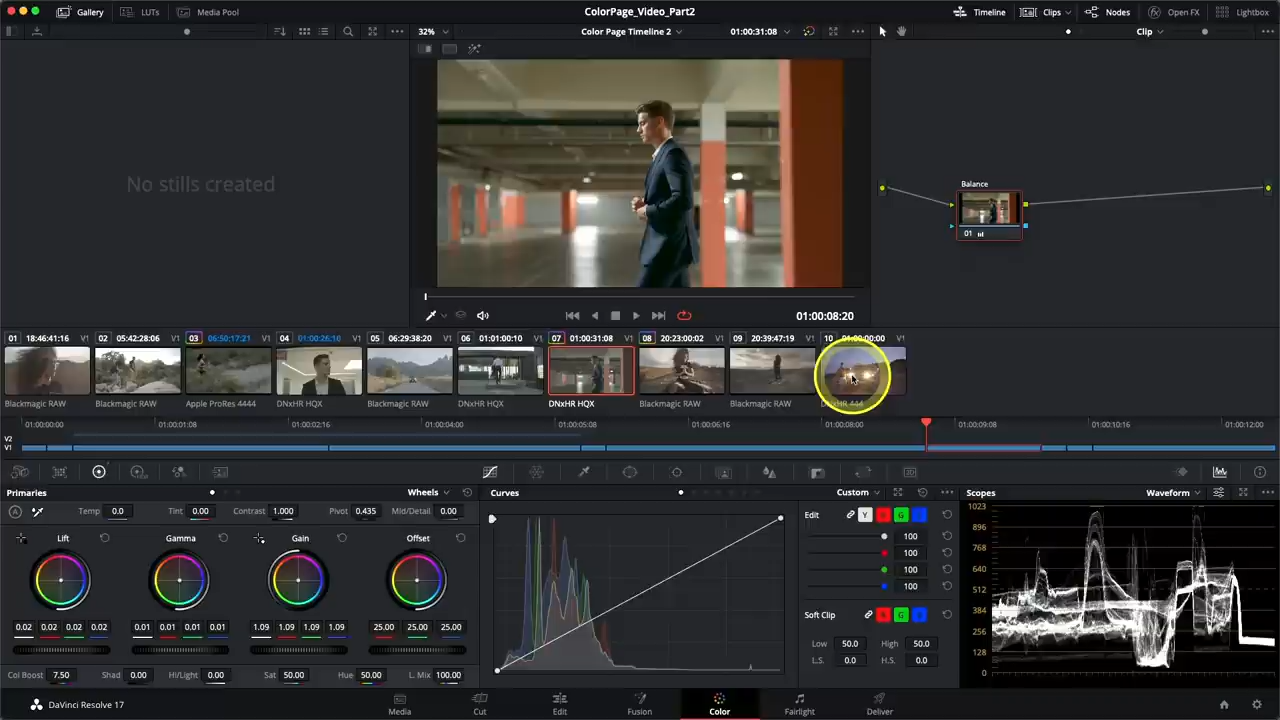 Gallery LUTs Media Pool ColorPage_Video_Part2 Timeline Clips Nodes Open FX Lightbox
32% Color Page Timeline 2 01:00:31:08 Clip
No stills created
Balance
01
01:00:08:20
01 18:46:41:16 V1 02 05:42:28:06 V1 03 06:50:17:21 V1 04 01:00:26:10 V1 05 06:29:38:20 V1 06 01:01:00:10 V1 07 01:00:31:08 V1 08 20:23:00:02 V1 09 20:39:47:19 V1 10 01:00:00:00 V1
Blackmagic RAW Blackmagic RAW Apple ProRes 4444 DNxHR HQX Blackmagic RAW DNxHR HQX DNxHR HQX Blackmagic RAW Blackmagic RAW DNxHR 444
01:00:00:00 01:00:01:08 01:00:02:16 01:00:04:00 01:00:05:08 01:00:06:16 01:00:08:00 01:00:09:08 01:00:10:16 01:00:12:00
V2
V1
Primaries Wheels Curves Custom Scopes Waveform
Temp 0.0 Tint 0.00 Contrast 1.000 Pivot 0.435 Mid/Detail 0.00
Lift Gamma Gain Offset
0.02 0.02 0.02 0.02 0.01 0.01 0.01 0.01 1.09 1.09 1.09 1.09 25.00 25.00 25.00
Col Boost 7.50 Shad 0.00 Hi/Light 0.00 Sat 50.00 Hue 50.00 L. Mix 100.00
Edit Y R G B
100
100
100
100
Soft Clip R G B
Low 50.0 High 50.0
L.S. 0.0 H.S. 0.0
1023
896
768
640
512
384
256
128
0
DaVinci Resolve 17 Media Cut Edit Fusion Color Fairlight Deliver